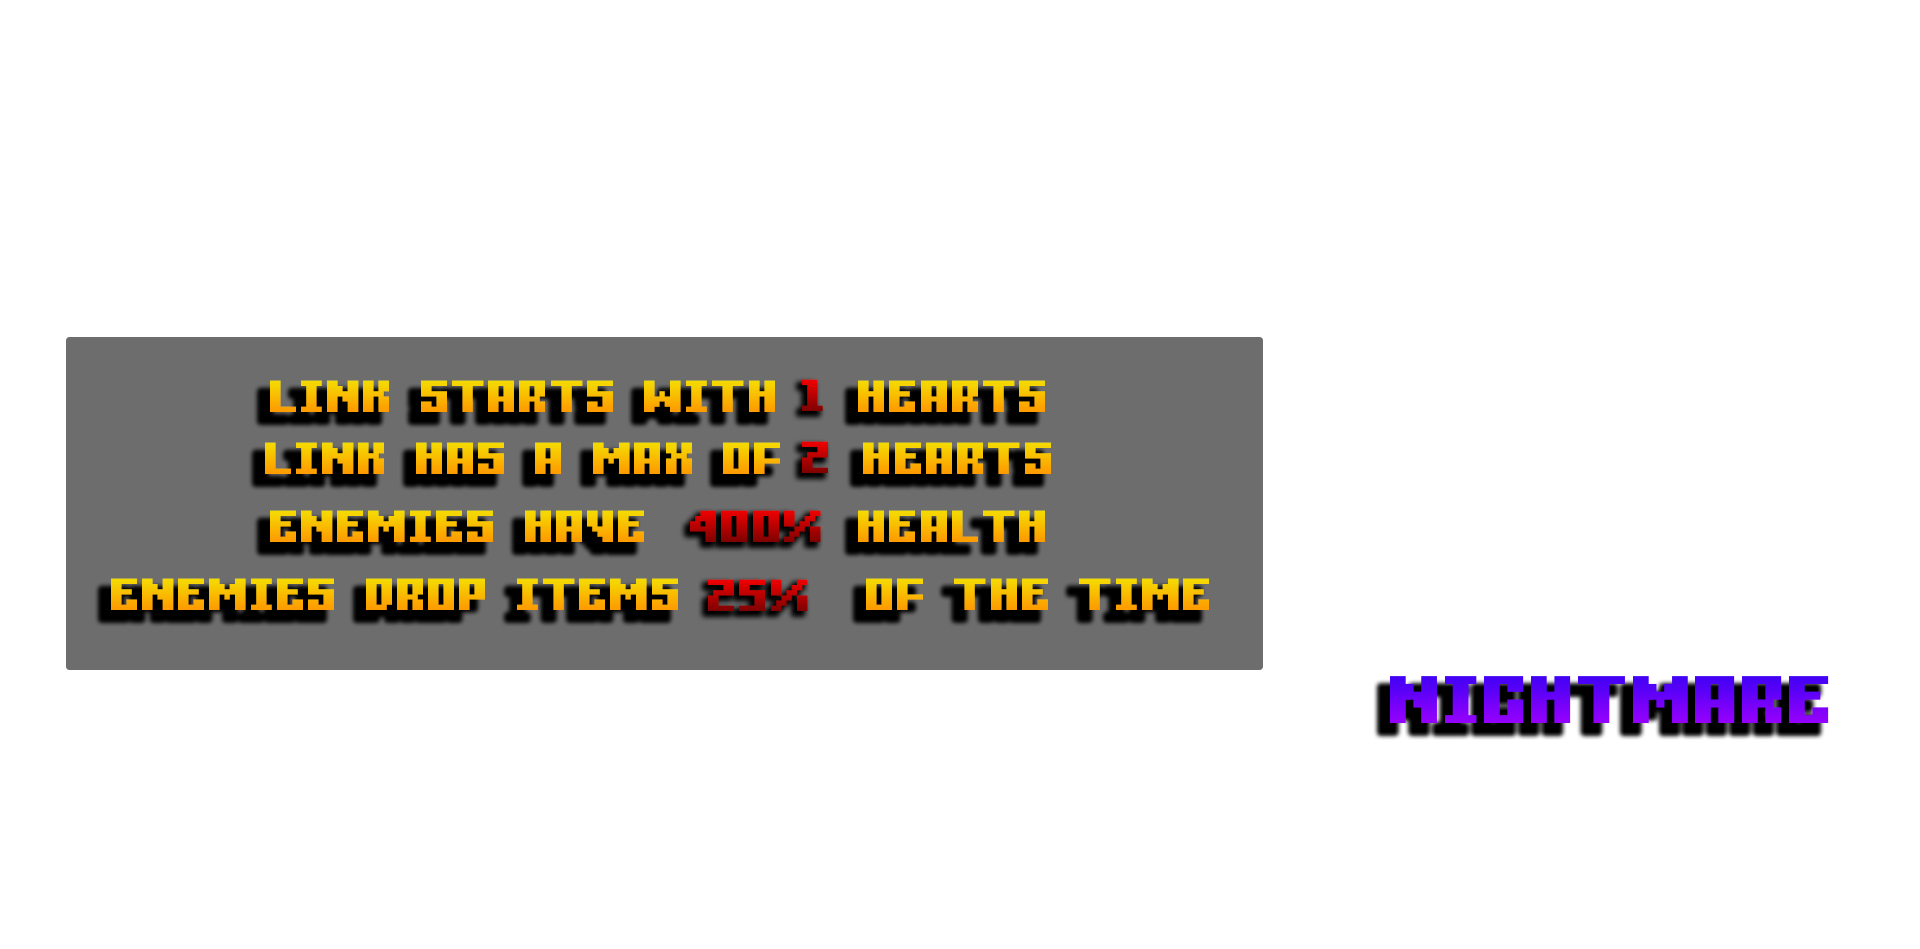 LINK STARTS WITH 1 HEARTS
LINK HAS A MAX OF 2 HEARTS
ENEMIES HAVE 400% HEALTH
ENEMIES DROP ITEMS 25% OF THE TIME
NIGHTMARE